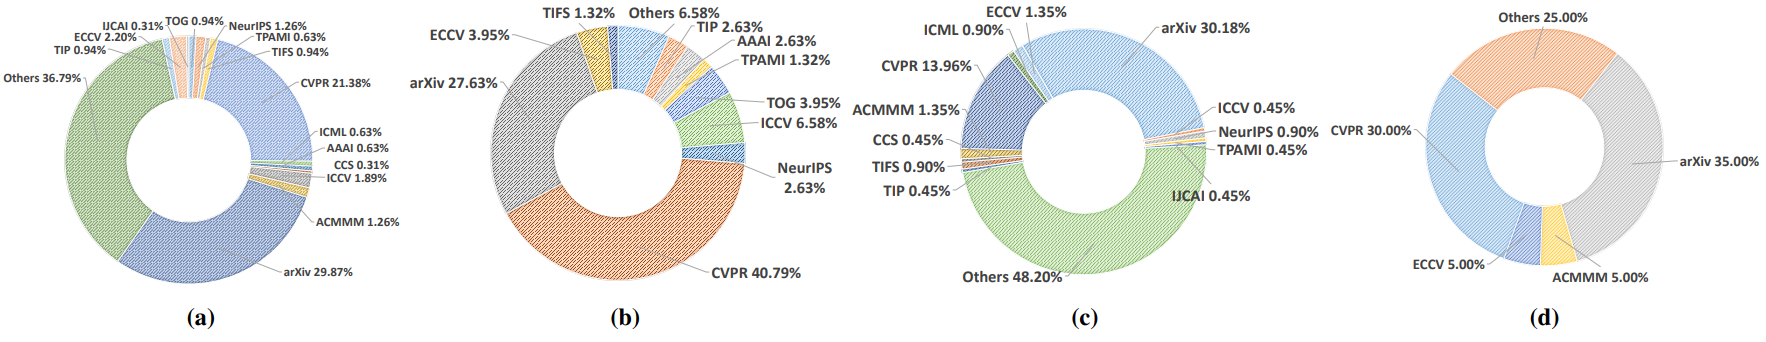 IJCAI 0.31%
TOG 0.94%
NeurIPS 1.26%
ECCV 2.20%
TPAMI 0.63%
TIP 0.94%
TIFS 0.94%
Others 36.79%
CVPR 21.38%
ICML 0.63%
AAAI 0.63%
CCS 0.31%
ICCV 1.89%
ACMMM 1.26%
arXiv 29.87%
(a)
TIFS 1.32%
Others 6.58%
TIP 2.63%
ECCV 3.95%
AAAI 2.63%
TPAMI 1.32%
arXiv 27.63%
TOG 3.95%
ICCV 6.58%
NeurIPS
2.63%
CVPR 40.79%
(b)
ECCV 1.35%
ICML 0.90%
arXiv 30.18%
CVPR 13.96%
ACMMM 1.35%
ICCV 0.45%
NeurIPS 0.90%
CCS 0.45%
TPAMI 0.45%
TIFS 0.90%
TIP 0.45%
IJCAI 0.45%
Others 48.20%
(c)
Others 25.00%
CVPR 30.00%
arXiv 35.00%
ECCV 5.00%
ACMMM 5.00%
(d)